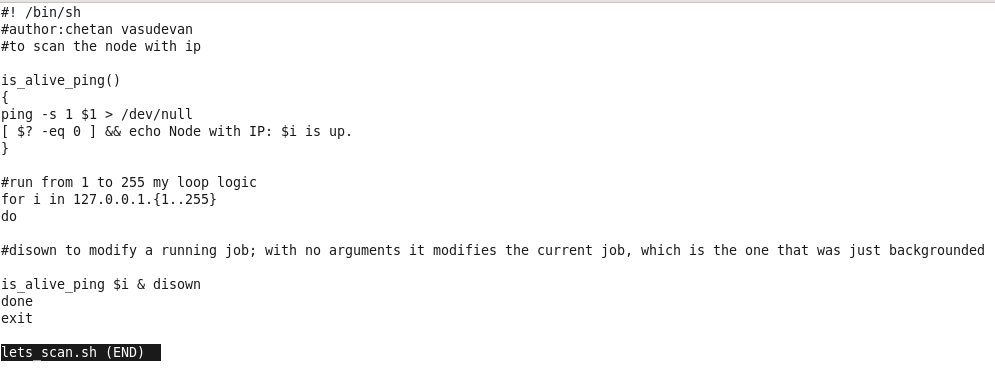 #! /bin/sh
#author:chetan vasudevan
#to scan the node with ip
is_alive_ping()
{
ping -s 1 $1 > /dev/null
[ $? -eq 0 ] && echo Node with IP: $i is up.
}
#run from 1 to 255 my loop logic
for i in 127.0.0.1.{1..255}
do
#disown to modify a running job; with no arguments it modifies the current job, which is the one that was just backgrounded
is_alive_ping $i & disown
done
exit
lets_scan.sh (END)